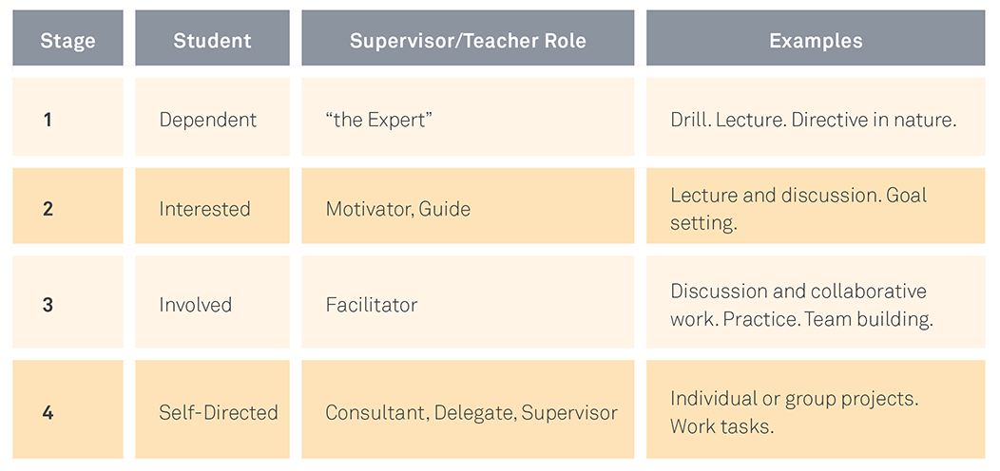 Stage Student Supervisor/Teacher Role Examples
1 Dependent “the Expert” Drill. Lecture. Directive in nature.
2 Interested Motivator, Guide Lecture and discussion. Goal
setting.
3 Involved Facilitator Discussion and collaborative
work. Practice. Team building.
4 Self-Directed Consultant, Delegate, Supervisor Individual or group projects.
Work tasks.